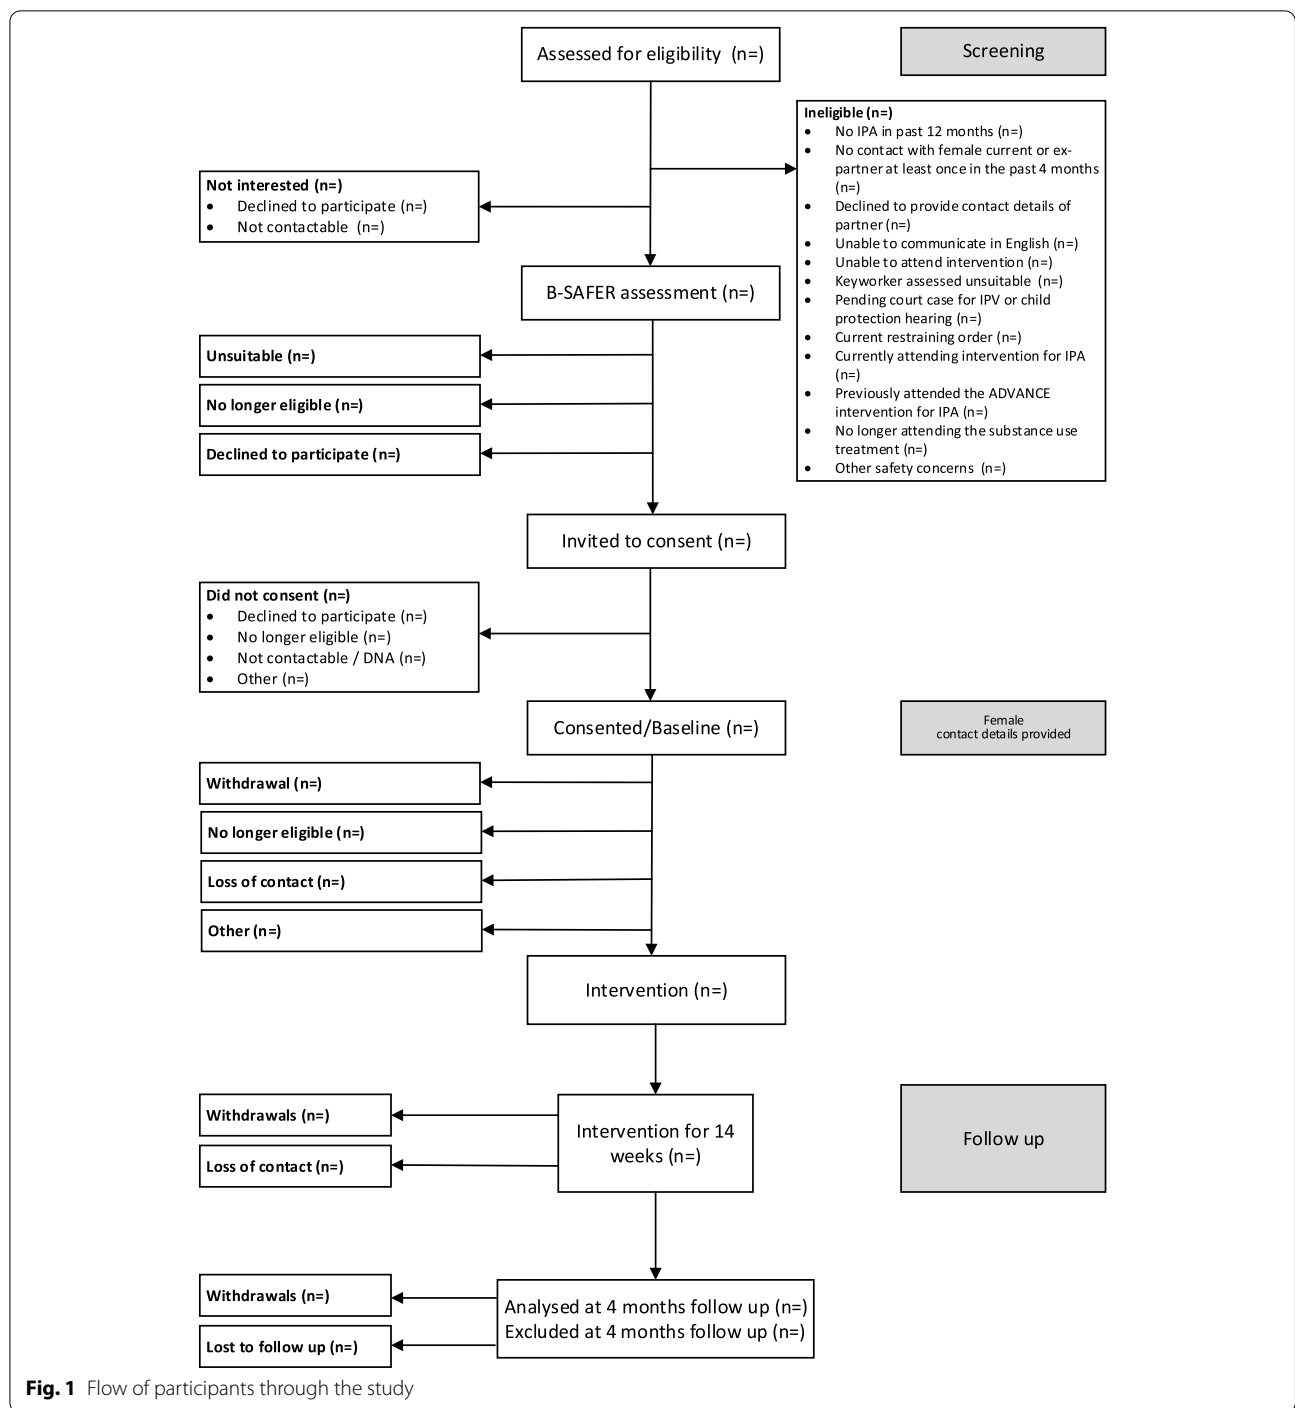 Assessed for eligibility (n=)
Screening
Ineligible (n=)
• No IPA in past 12 months (n=)
• No contact with female current or ex-
partner at least once in the past 4 months
(n=)
• Declined to provide contact details of
partner (n=)
• Unable to communicate in English (n=)
• Unable to attend intervention (n=)
• Keyworker assessed unsuitable (n=)
• Pending court case for IPV or child
protection hearing (n=)
• Current restraining order (n=)
• Currently attending intervention for IPA
(n=)
• Previously attended the ADVANCE
intervention for IPA (n=)
• No longer attending the substance use
treatment (n=)
• Other safety concerns (n=)
Not interested (n=)
• Declined to participate (n=)
• Not contactable (n=)
B-SAFER assessment (n=)
Unsuitable (n=)
No longer eligible (n=)
Declined to participate (n=)
Invited to consent (n=)
Did not consent (n=)
• Declined to participate (n=)
• No longer eligible (n=)
• Not contactable / DNA (n=)
• Other (n=)
Consented/Baseline (n=)
Female
contact details provided
Withdrawal (n=)
No longer eligible (n=)
Loss of contact (n=)
Other (n=)
Intervention (n=)
Withdrawals (n=)
Loss of contact (n=)
Intervention for 14
weeks (n=)
Follow up
Withdrawals (n=)
Lost to follow up (n=)
Analysed at 4 months follow up (n=)
Excluded at 4 months follow up (n=)
Fig. 1 Flow of participants through the study